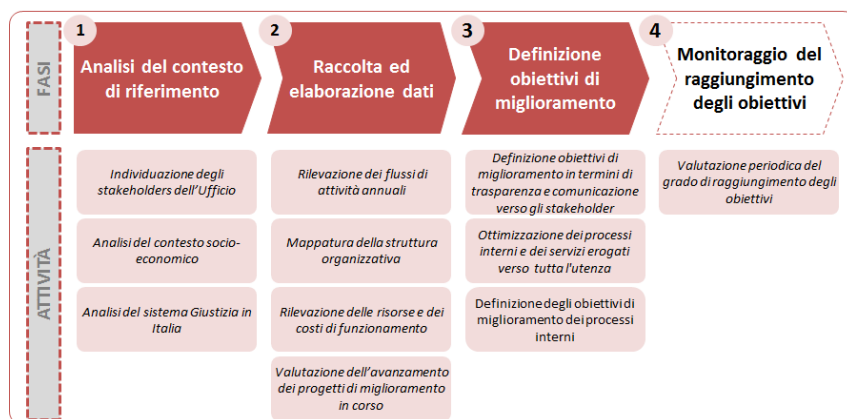 FASI
1
Analisi del contesto
di riferimento
2
Raccolta ed
elaborazione dati
3
Definizione
obiettivi di
miglioramento
4
Monitoraggio del
raggiungimento
degli obiettivi
ATTIVITÀ
Individuazione degli
stakeholders dell'Ufficio
Analisi del contesto socio-
economico
Analisi del sistema Giustizia in
Italia
Rilevazione dei flussi di
attività annuali
Mappatura della struttura
organizzativa
Rilevazione delle risorse e dei
costi di funzionamento
Valutazione dell'avanzamento
dei progetti di miglioramento
in corso
Definizione obiettivi di
miglioramento in termini di
trasparenza e comunicazione
verso gli stakeholder
Ottimizzazione dei processi
interni e dei servizi erogati
verso tutta l'utenza
Definizione degli obiettivi di
miglioramento dei processi
interni
Valutazione periodica del
grado di raggiungimento degli
obiettivi